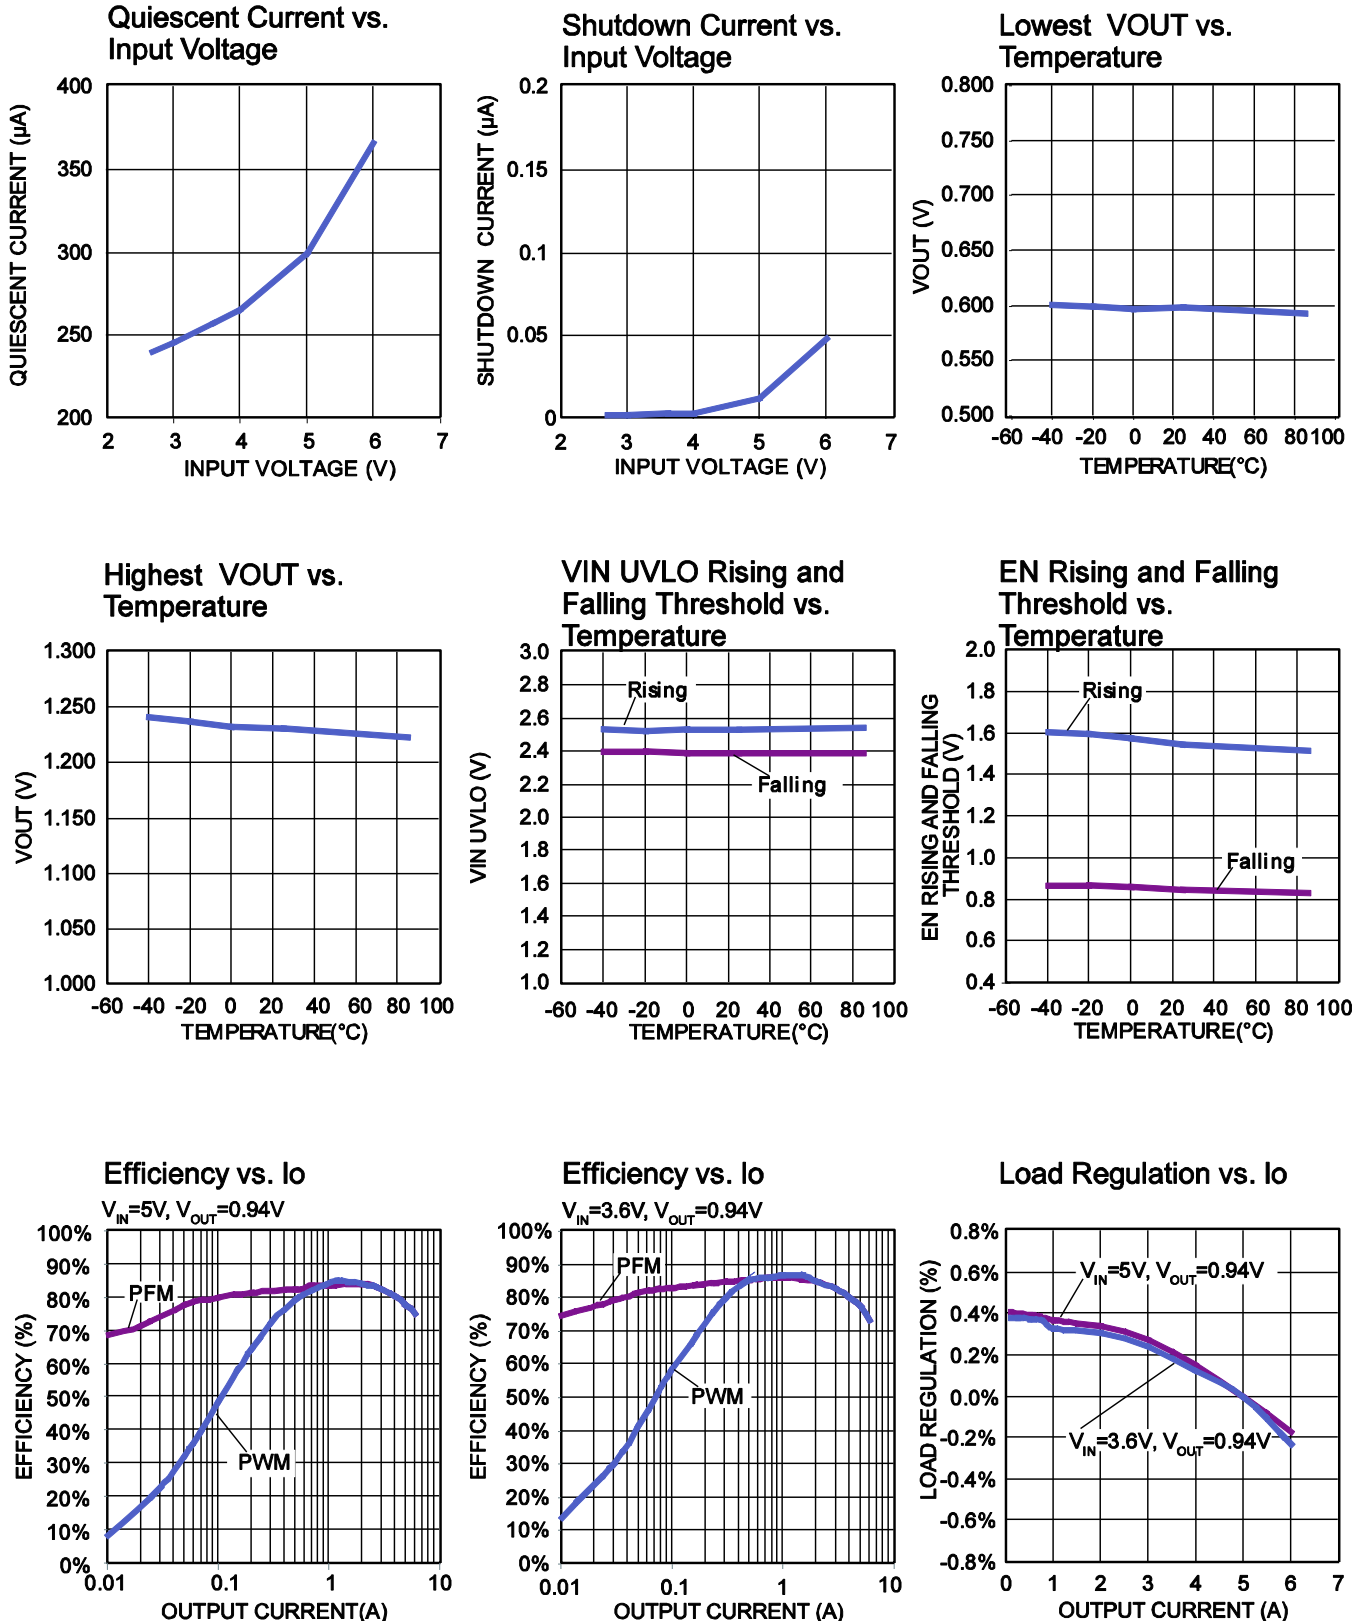 Quiescent Current vs.
Input Voltage
400
350
300
250
200
2 3 4 5 6 7
QUIESCENT CURRENT (µA)
INPUT VOLTAGE (V)
Shutdown Current vs.
Input Voltage
0.2
0.15
0.1
0.05
0
2 3 4 5 6 7
SHUTDOWN CURRENT (µA)
INPUT VOLTAGE (V)
Lowest VOUT vs.
Temperature
0.800
0.750
0.700
0.650
0.600
0.550
0.500
-60 -40 -20 0 20 40 60 80 100
VOUT (V)
TEMPERATURE(°C)
Highest VOUT vs.
Temperature
1.300
1.250
1.200
1.150
1.100
1.050
1.000
-60 -40 -20 0 20 40 60 80 100
VOUT (V)
TEMPERATURE(°C)
VIN UVLO Rising and
Falling Threshold vs.
Temperature
3.0
2.8
2.6
2.4
2.2
2.0
1.8
1.6
1.4
1.2
1.0
Rising
Falling
-60 -40 -20 0 20 40 60 80 100
VIN UVLO (V)
TEMPERATURE(°C)
EN Rising and Falling
Threshold vs.
Temperature
2.0
1.8
1.6
1.4
1.2
1.0
0.8
0.6
0.4
Rising
Falling
-60 -40 -20 0 20 40 60 80 100
EN RISING AND FALLING
THRESHOLD (V)
TEMPERATURE(°C)
Efficiency vs. Io
VIN=5V, VOUT=0.94V
100%
90%
80%
70%
60%
50%
40%
30%
20%
10%
0%
PFM
PWM
0.01 0.1 1 10
EFFICIENCY (%)
OUTPUT CURRENT(A)
Efficiency vs. Io
VIN=3.6V, VOUT=0.94V
100%
90%
80%
70%
60%
50%
40%
30%
20%
10%
0%
PFM
PWM
0.01 0.1 1 10
EFFICIENCY (%)
OUTPUT CURRENT (A)
Load Regulation vs. Io
0.8%
0.6%
0.4%
0.2%
0.0%
-0.2%
-0.4%
-0.6%
-0.8%
VIN=5V, VOUT=0.94V
VIN=3.6V, VOUT=0.94V
0 1 2 3 4 5 6 7
LOAD REGULATION (%)
OUTPUT CURRENT (A)